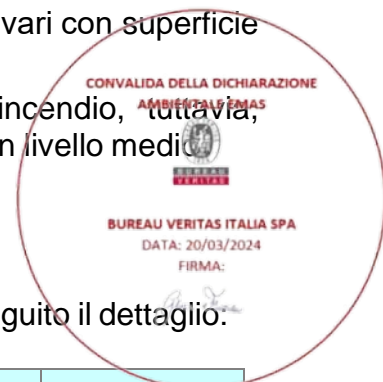 vari con superficie
CONVALIDA DELLA DICHIARAZIONE
AMBIENTALE EMAS
incendio, tuttavia,
n livello medio
BUREAU
VERITAS
BUREAU VERITAS ITALIA SPA
DATA: 20/03/2024
FIRMA:
guito il dettaglio: